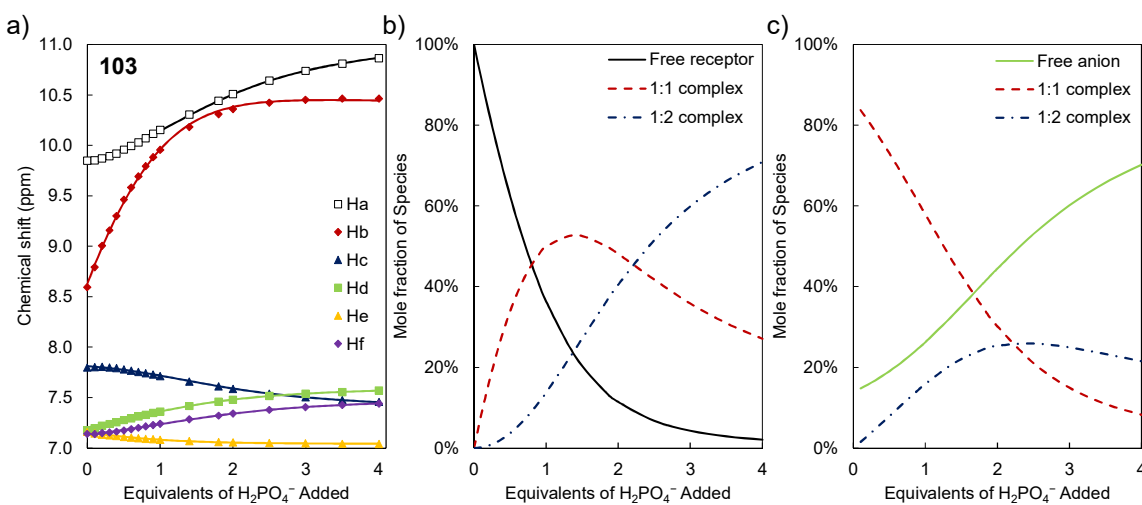 a)
103
Chemical shift (ppm)
11.0
10.5
10.0
9.5
9.0
8.5
8.0
7.5
7.0
Ha
Hb
Hc
Hd
He
Hf
0 1 2 3 4
Equivalents of H₂PO₄⁻ Added
b)
Mole fraction of Species
100%
80%
60%
40%
20%
0%
Free receptor
1:1 complex
1:2 complex
0 1 2 3 4
Equivalents of H₂PO₄⁻ Added
c)
Mole fraction of Species
100%
80%
60%
40%
20%
0%
Free anion
1:1 complex
1:2 complex
0 1 2 3 4
Equivalents of H₂PO₄⁻ Added